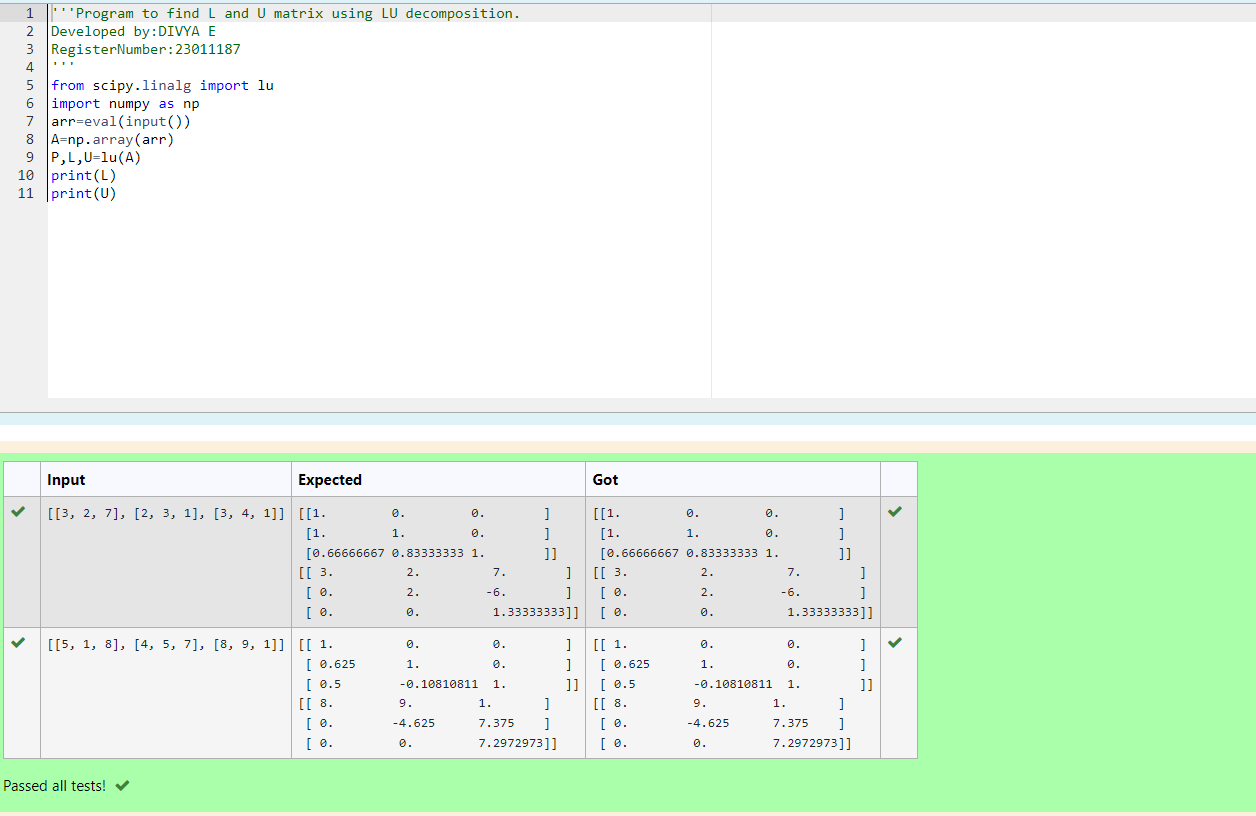 1 '''Program to find L and U matrix using LU decomposition.
2 Developed by:DIVYA E
3 RegisterNumber:23011187
4 '''
5 from scipy.linalg import lu
6 import numpy as np
7 arr=eval(input())
8 A=np.array(arr)
9 P,L,U=lu(A)
10 print(L)
11 print(U)
Input Expected Got
[[3, 2, 7], [2, 3, 1], [3, 4, 1]] [[1. 0. 0. ] [[1. 0. 0. ]
[1. 1. 0. ] [1. 1. 0. ]
[0.66666667 0.83333333 1. ]] [0.66666667 0.83333333 1. ]]
[[ 3. 2. 7. ] [[ 3. 2. 7. ]
[ 0. 2. -6. ] [ 0. 2. -6. ]
[ 0. 0. 1.33333333]] [ 0. 0. 1.33333333]]
[[5, 1, 8], [4, 5, 7], [8, 9, 1]] [[ 1. 0. 0. ] [[ 1. 0. 0. ]
[ 0.625 1. 0. ] [ 0.625 1. 0. ]
[ 0.5 -0.10810811 1. ]] [ 0.5 -0.10810811 1. ]]
[[ 8. 9. 1. ] [[ 8. 9. 1. ]
[ 0. -4.625 7.375 ] [ 0. -4.625 7.375 ]
[ 0. 0. 7.2972973]] [ 0. 0. 7.2972973]]
Passed all tests!